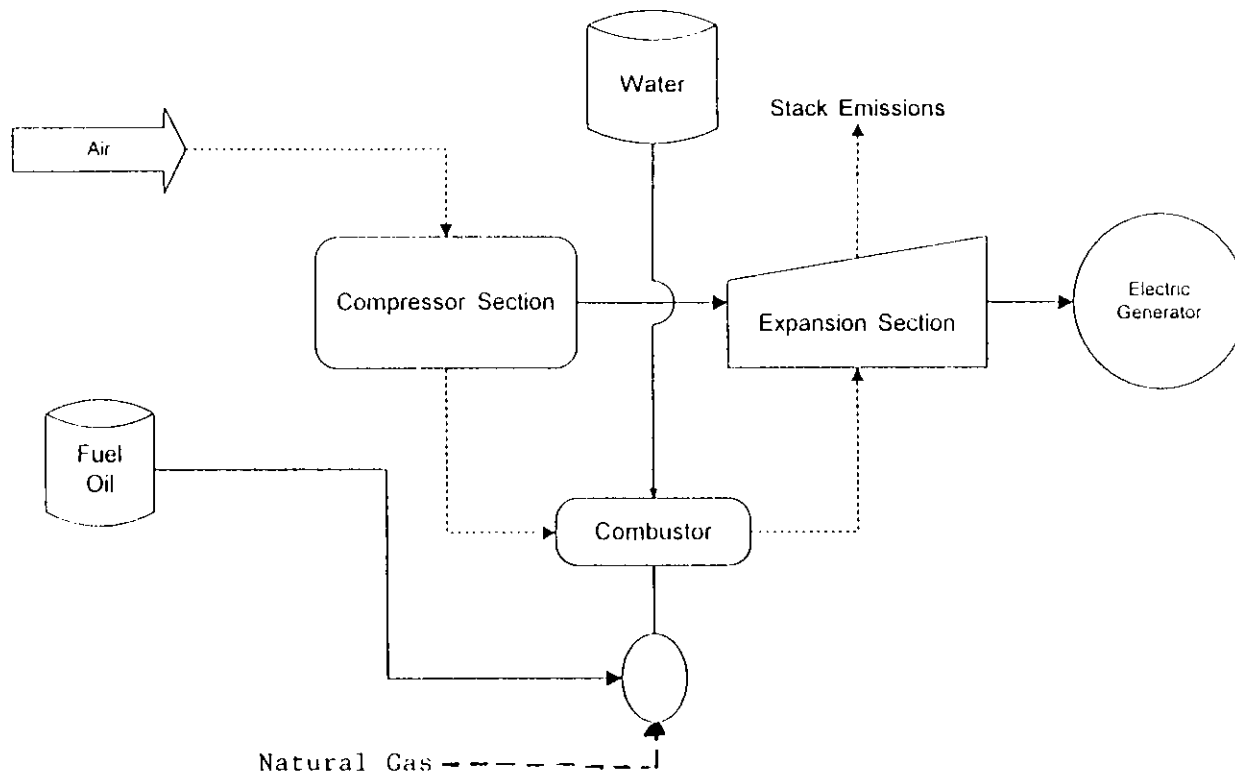 Water
Stack Emissions
Air
Compressor Section
Expansion Section
Electric
Generator
Fuel
Oil
Combustor
Natural Gas